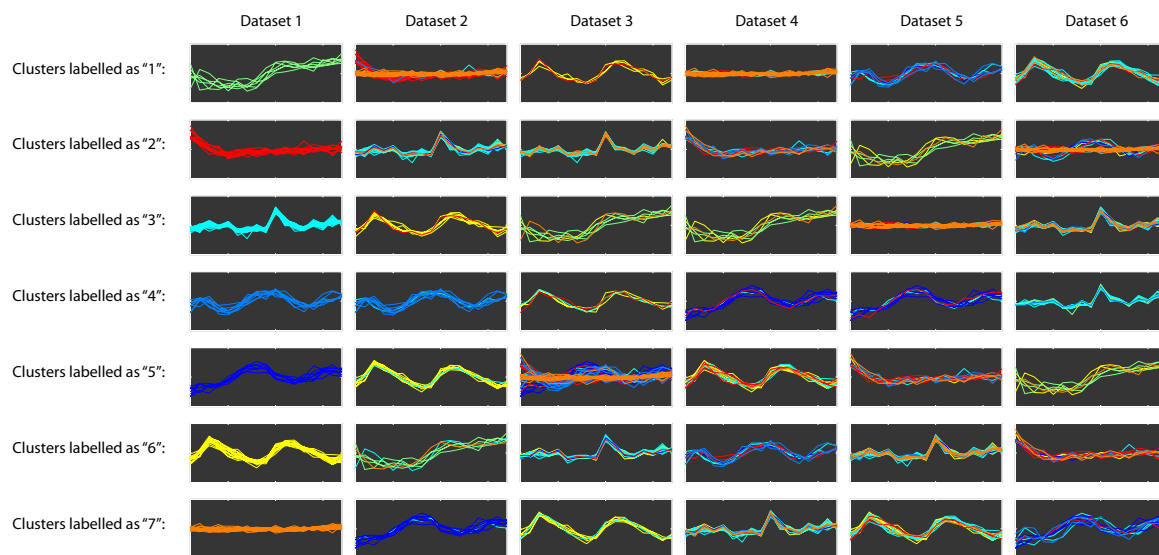 Dataset 1 Dataset 2 Dataset 3 Dataset 4 Dataset 5 Dataset 6
Clusters labelled as “1”:
Clusters labelled as “2”:
Clusters labelled as “3”:
Clusters labelled as “4”:
Clusters labelled as “5”:
Clusters labelled as “6”:
Clusters labelled as “7”: